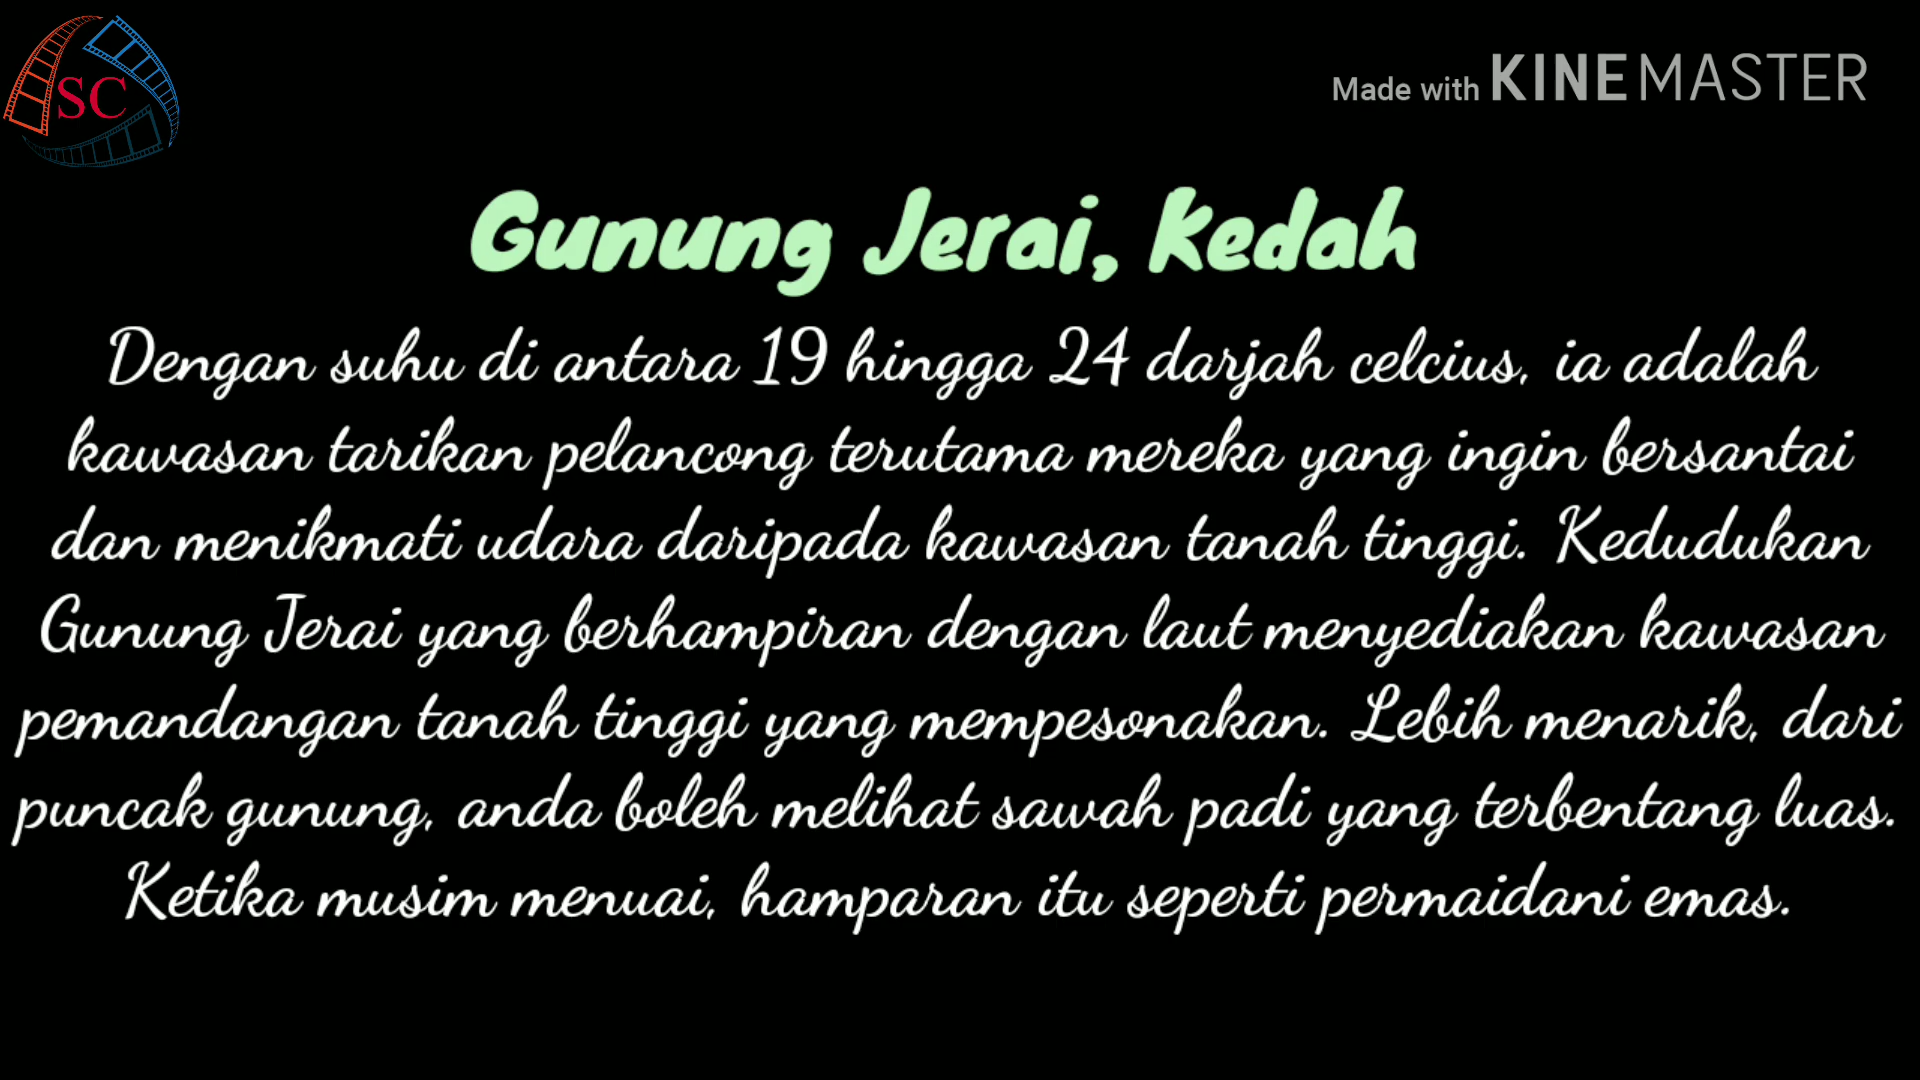 SC
Made with KINEMASTER
Gunung Jerai, Kedah
Dengan suhu di antara 19 hingga 24 darjah celcius, ia adalah
kawasan tarikan pelancong terutama mereka yang ingin bersantai
dan menikmati udara daripada kawasan tanah tinggi. Kedudukan
Gunung Jerai yang berhampiran dengan laut menyediakan kawasan
pemandangan tanah tinggi yang mempesonakan. Lebih menarik, dari
puncak gunung, anda boleh melihat sawah padi yang terbentang luas.
Ketika musim menuai, hamparan itu seperti permaidani emas.